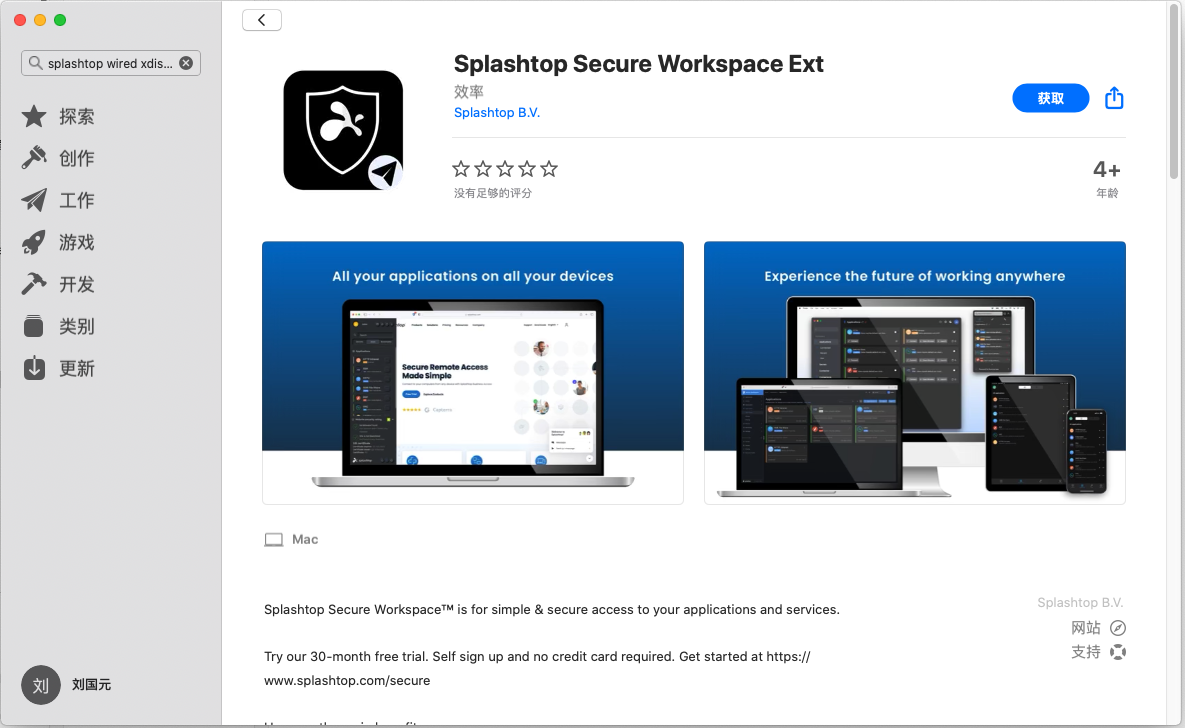 splashtop wired xdis...
探索
创作
工作
游戏
开发
类别
更新
刘
刘国元
Splashtop Secure Workspace Ext
效率
Splashtop B.V.
获取
没有足够的评分
4+
年龄
All your applications on all your devices
Secure Remote Access
Made Simple
Experience the future of working anywhere
Mac
Splashtop Secure Workspace™ is for simple & secure access to your applications and services.
Try our 30-month free trial. Self sign up and no credit card required. Get started at https://
www.splashtop.com/secure
Splashtop B.V.
网站
支持